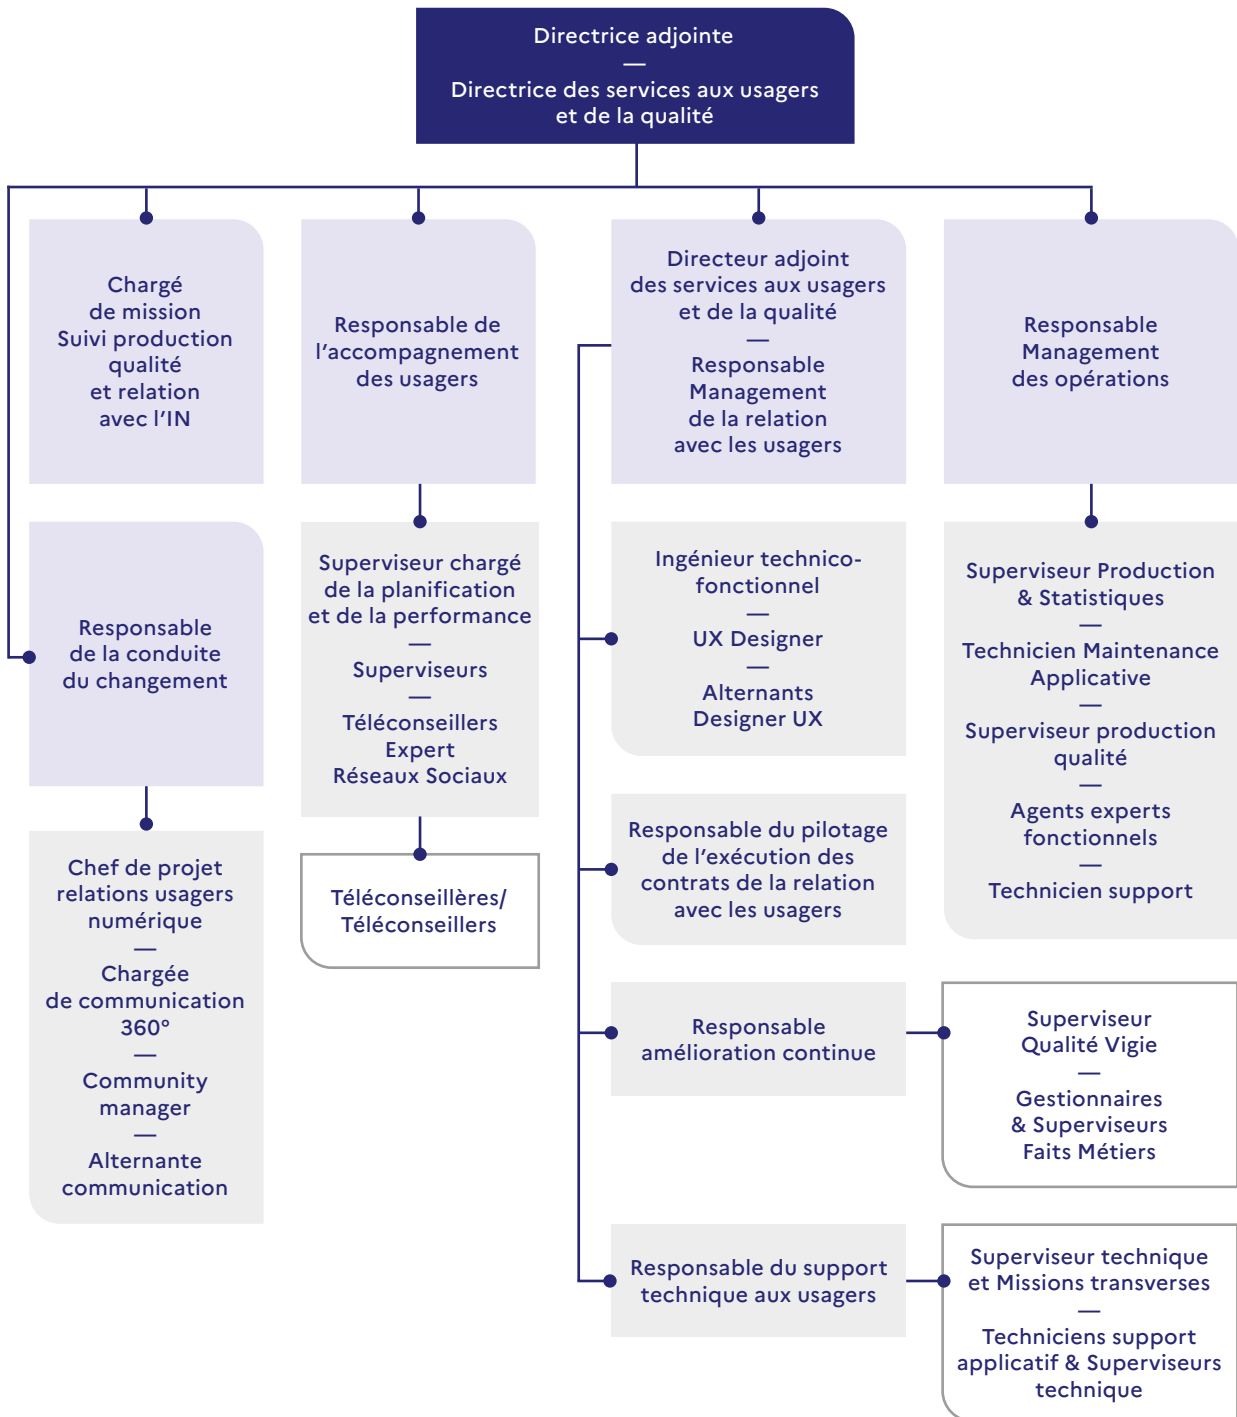 Directrice adjointe
—
Directrice des services aux usagers
et de la qualité
Chargé
de mission
Suivi production
qualité
et relation
avec l'IN
Responsable de
l'accompagnement
des usagers
Directeur adjoint
des services aux usagers
et de la qualité
—
Responsable
Management
de la relation
avec les usagers
Responsable
Management
des opérations
Responsable
de la conduite
du changement
Superviseur chargé
de la planification
et de la performance
—
Superviseurs
—
Téléconseillers
Expert
Réseaux Sociaux
Ingénieur technico-
fonctionnel
—
UX Designer
—
Alternants
Designer UX
Superviseur Production
& Statistiques
—
Technicien Maintenance
Applicative
—
Superviseur production
qualité
—
Agents experts
fonctionnels
—
Technicien support
Chef de projet
relations usagers
numérique
—
Chargée
de communication
360°
—
Community
manager
—
Alternante
communication
Téléconseillères/
Téléconseillers
Responsable du pilotage
de l'exécution des
contrats de la relation
avec les usagers
Responsable
amélioration continue
Superviseur
Qualité Vigie
—
Gestionnaires
& Superviseurs
Faits Métiers
Responsable du support
technique aux usagers
Superviseur technique
et Missions transverses
—
Techniciens support
applicatif & Superviseurs
technique